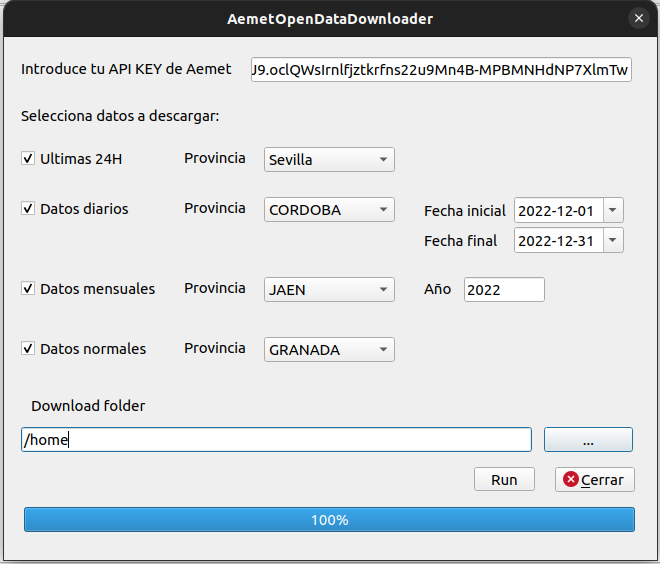 AemetOpenDataDownloader
Introduce tu API KEY de Aemet J9.oclQWsIrnlfjztkrfns22u9Mn4B-MPBMNHdNP7XlmTw
Selecciona datos a descargar:
Ultimas 24H Provincia Sevilla
Datos diarios Provincia CORDOBA Fecha inicial 2022-12-01
Fecha final 2022-12-31
Datos mensuales Provincia JAEN Año 2022
Datos normales Provincia GRANADA
Download folder
/home ...
Run Cerrar
100%